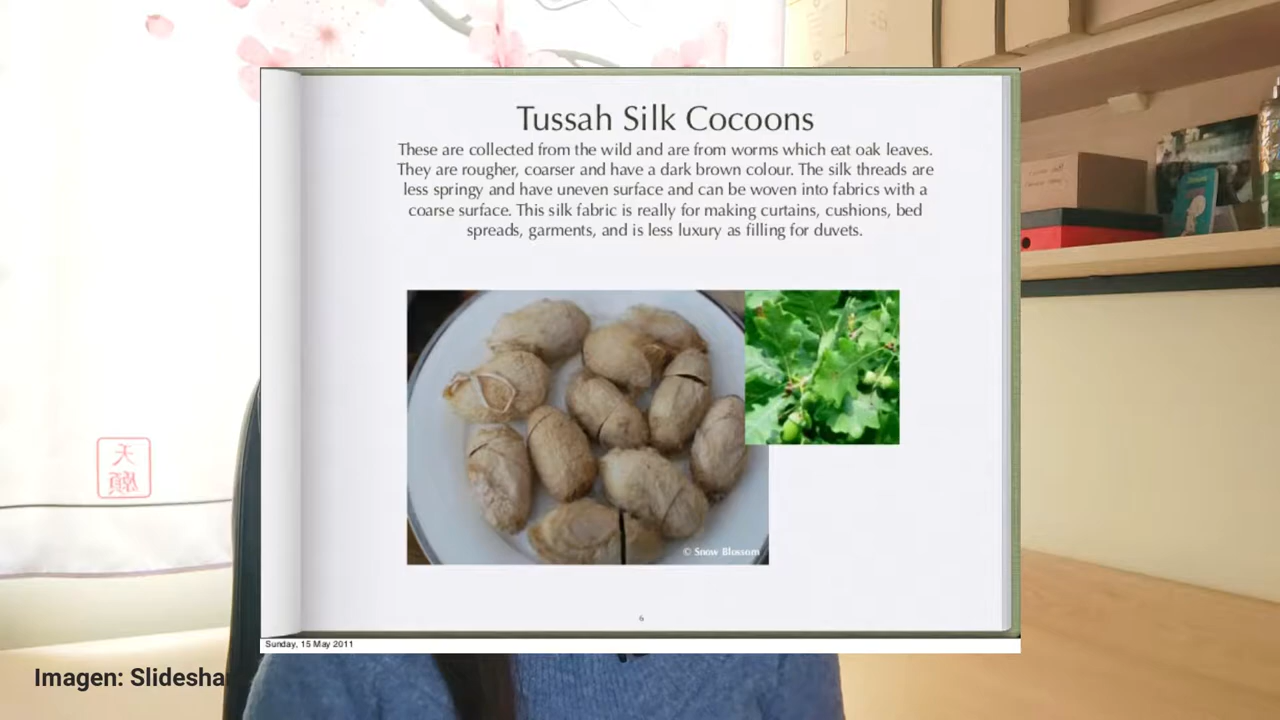 Tussah Silk Cocoons
These are collected from the wild and are from worms which eat oak leaves.
They are rougher, coarser and have a dark brown colour. The silk threads are
less springy and have uneven surface and can be woven into fabrics with a
coarse surface. This silk fabric is really for making curtains, cushions, bed
spreads, garments, and is less luxury as filling for duvets.
© Snow Blossom
6
Sunday, 15 May 2011
天
願
Imagen: Slidesha